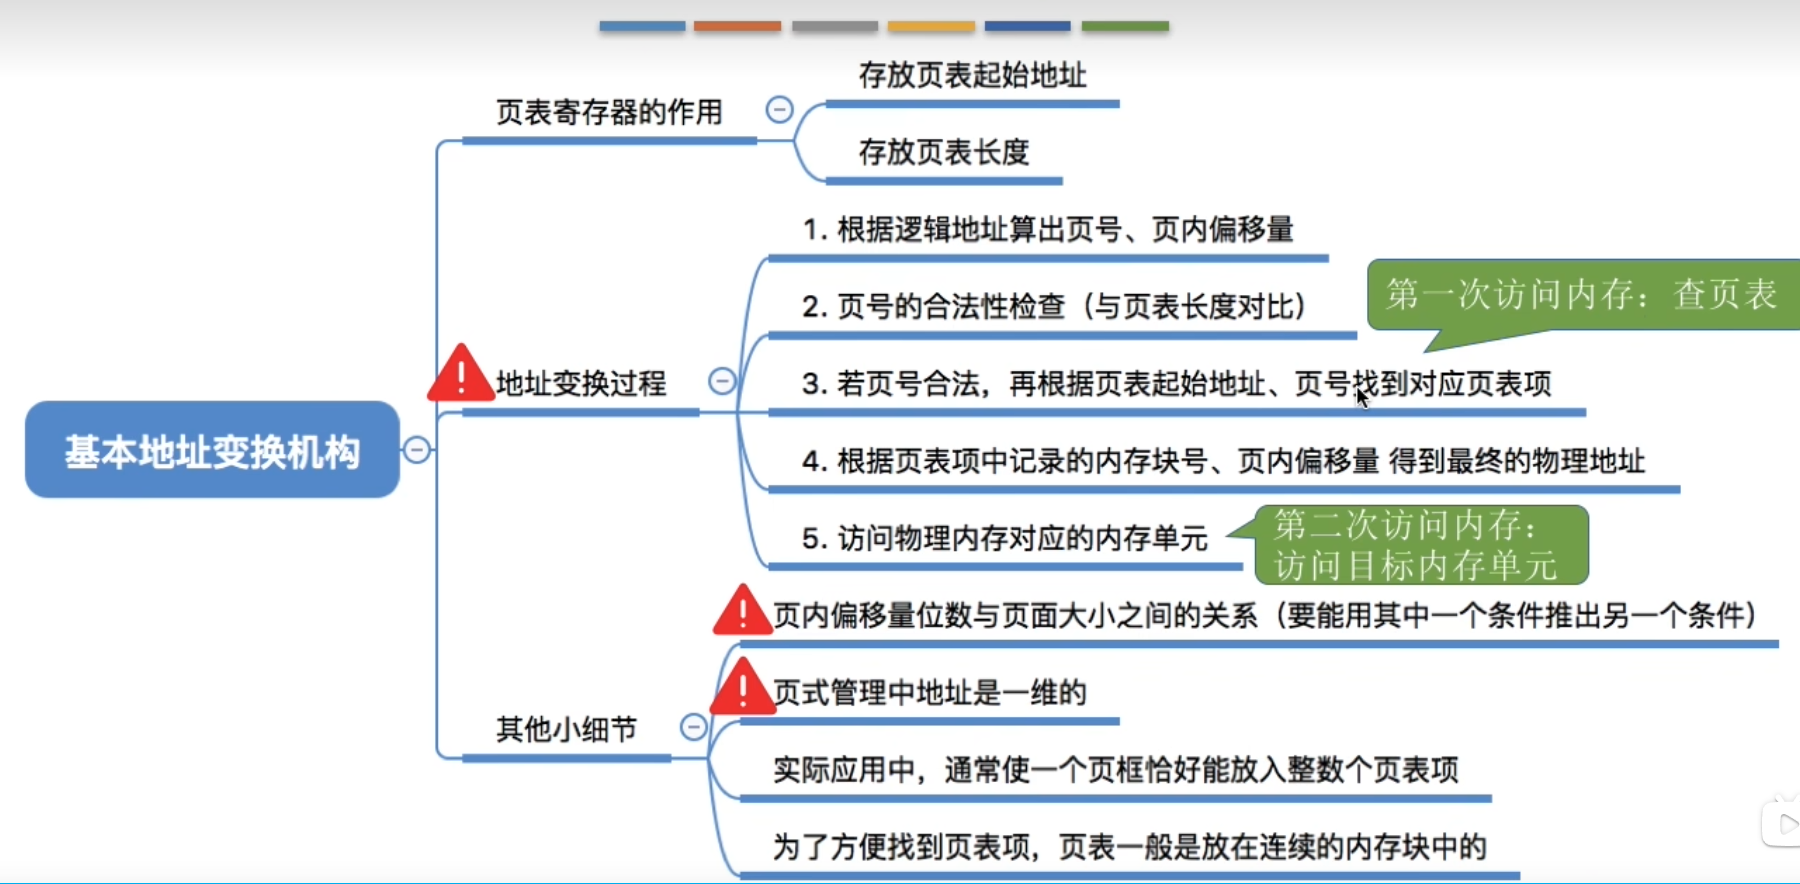 存放页表起始地址
页表寄存器的作用
存放页表长度
1. 根据逻辑地址算出页号、页内偏移量
2. 页号的合法性检查（与页表长度对比）
第一次访问内存：查页表
地址变换过程
3. 若页号合法，再根据页表起始地址、页号找到对应页表项
基本地址变换机构
4. 根据页表项中记录的内存块号、页内偏移量 得到最终的物理地址
5. 访问物理内存对应的内存单元
第二次访问内存：
访问目标内存单元
页内偏移量位数与页面大小之间的关系（要能用其中一个条件推出另一个条件）
页式管理中地址是一维的
其他小细节
实际应用中，通常使一个页框恰好能放入整数个页表项
为了方便找到页表项，页表一般是放在连续的内存块中的